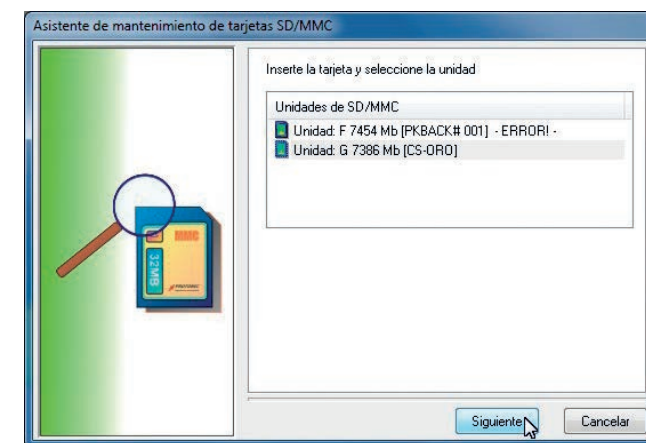 Asistente de mantenimiento de tarjetas SD/MMC
Inserte la tarjeta y seleccione la unidad
Unidades de SD/MMC
Unidad: F 7454 Mb [PKBACK# 001] - ERROR! -
Unidad: G 7386 Mb [CS-ORO]
MMC
32MB
Siguiente
Cancelar